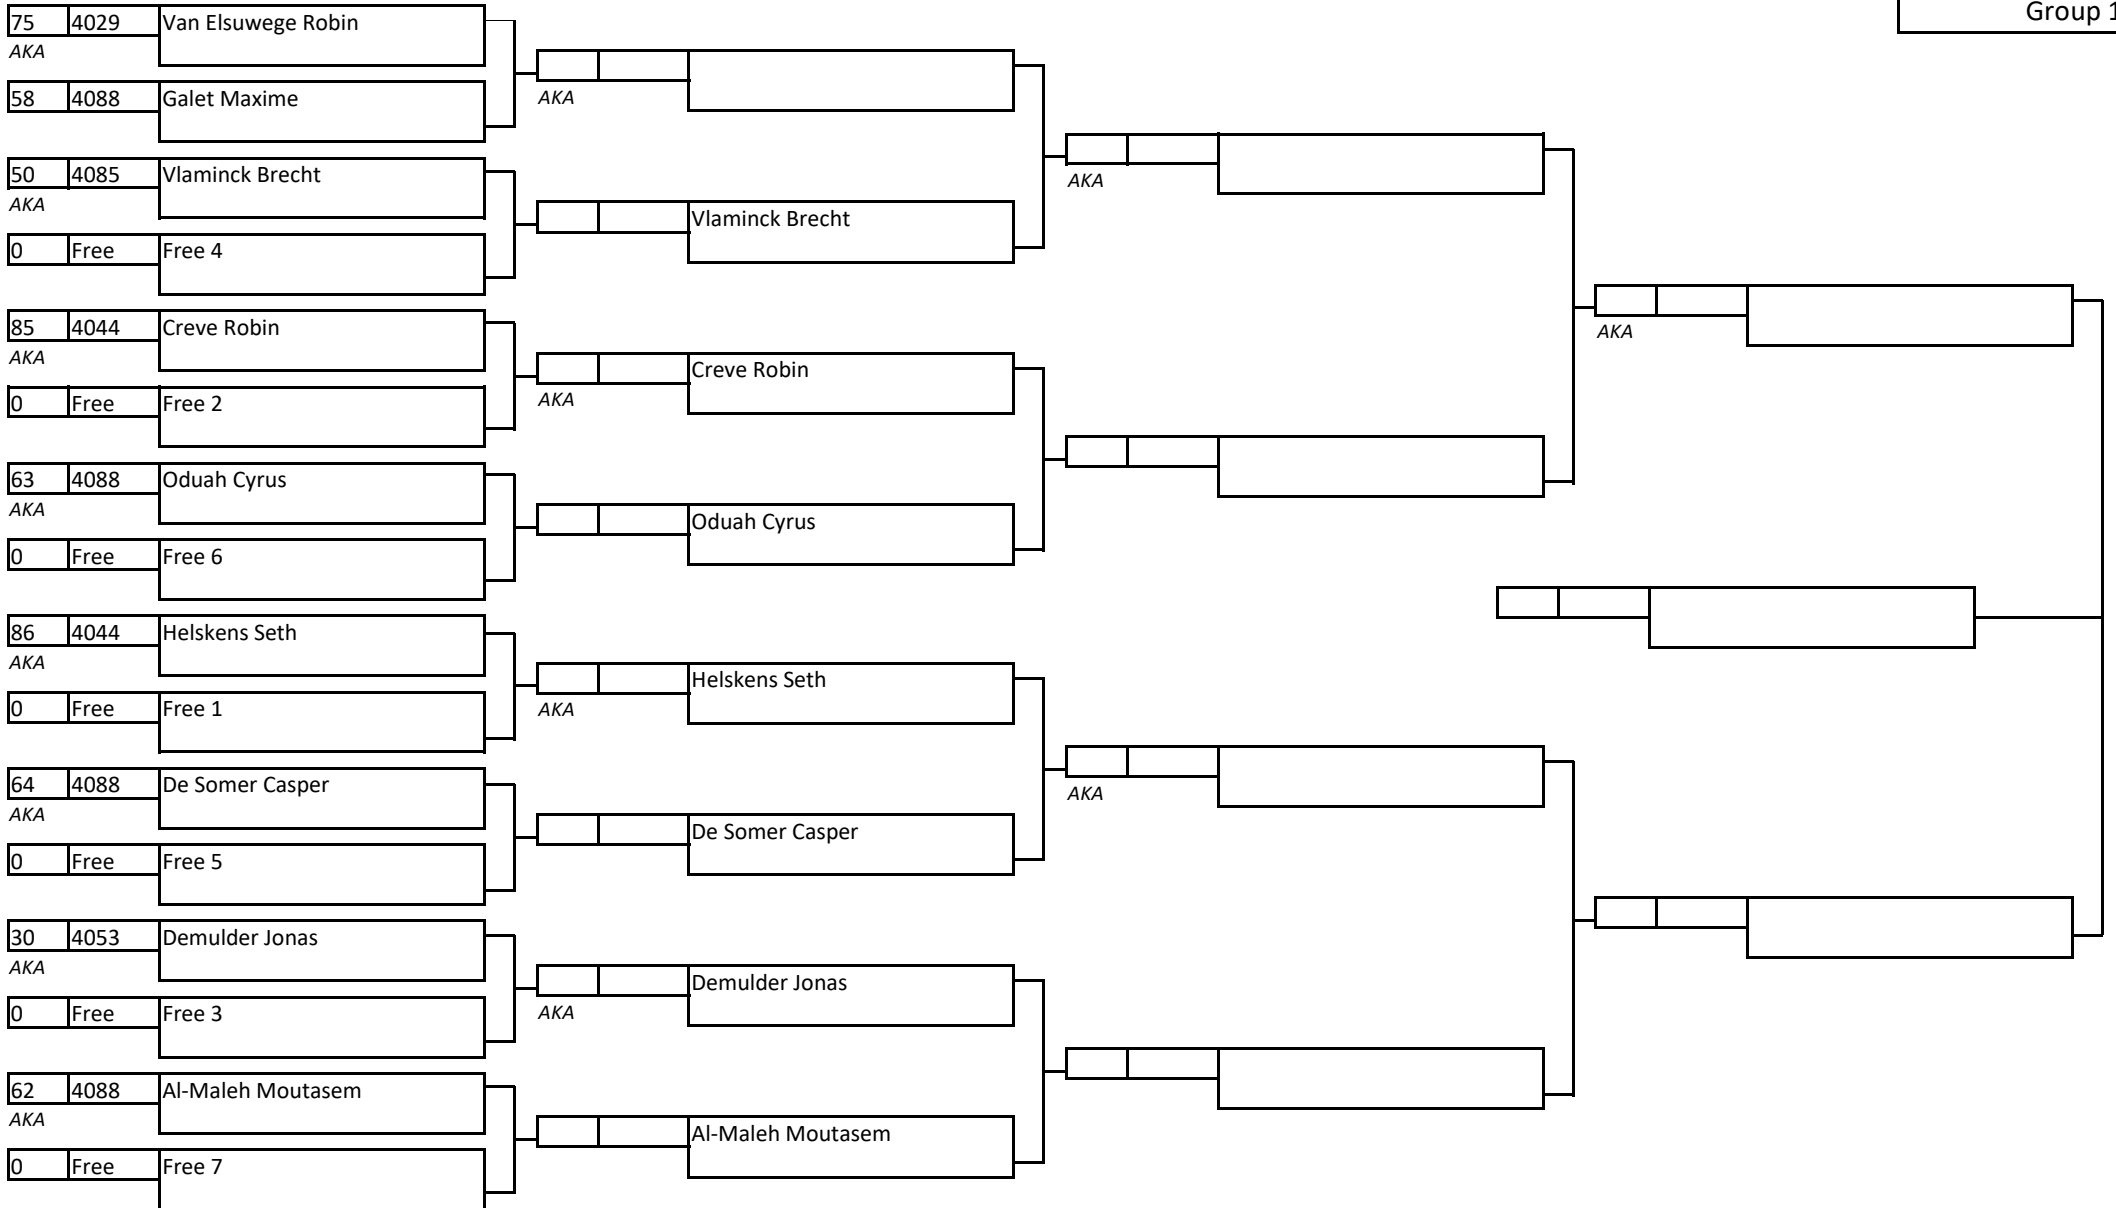 Group 1
75 4029 Van Elsuwege Robin
AKA
58 4088 Galet Maxime
50 4085 Vlaminck Brecht
AKA
0 Free Free 4
85 4044 Creve Robin
AKA
0 Free Free 2
63 4088 Oduah Cyrus
AKA
0 Free Free 6
86 4044 Helskens Seth
AKA
0 Free Free 1
64 4088 De Somer Casper
AKA
0 Free Free 5
30 4053 Demulder Jonas
AKA
0 Free Free 3
62 4088 Al-Maleh Moutasem
AKA
0 Free Free 7
AKA
Vlaminck Brecht
Creve Robin
AKA
Oduah Cyrus
Helskens Seth
AKA
De Somer Casper
Demulder Jonas
AKA
Al-Maleh Moutasem
AKA
AKA
AKA